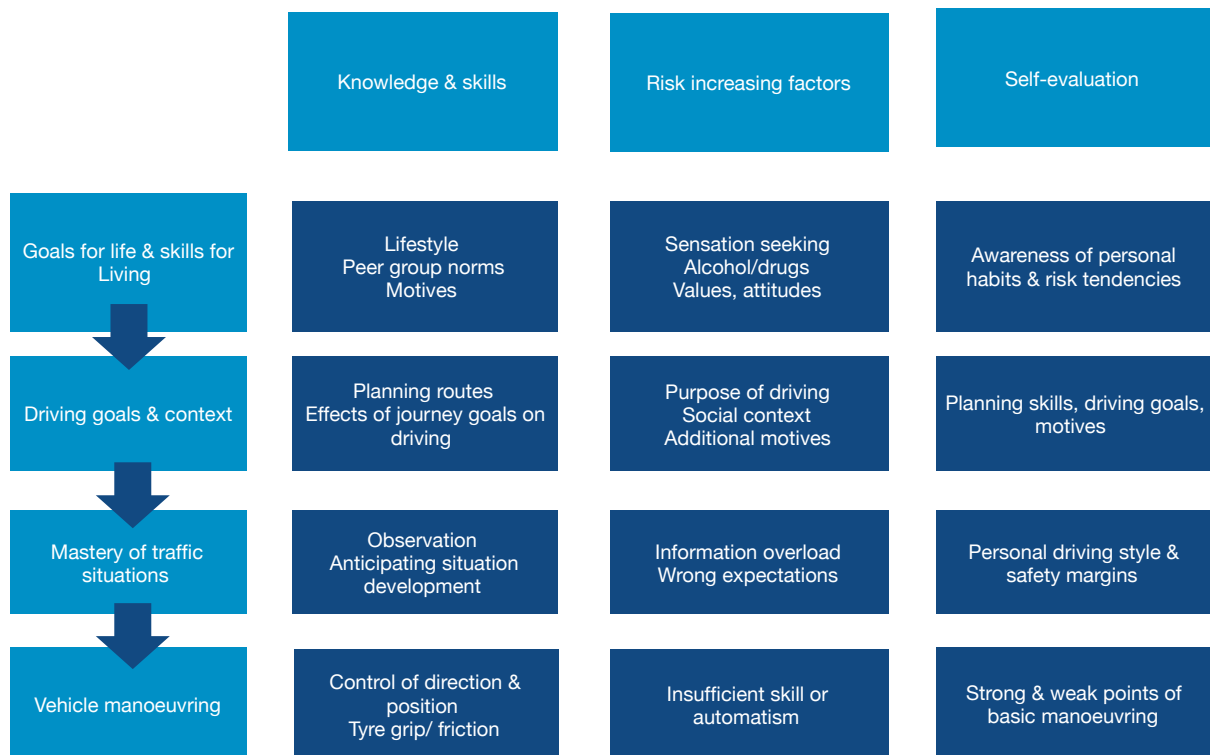 Knowledge & skills
Risk increasing factors
Self-evaluation
Goals for life & skills for
Living
Lifestyle
Peer group norms
Motives
Sensation seeking
Alcohol/drugs
Values, attitudes
Awareness of personal
habits & risk tendencies
Driving goals & context
Planning routes
Effects of journey goals on
driving
Purpose of driving
Social context
Additional motives
Planning skills, driving goals,
motives
Mastery of traffic
situations
Observation
Anticipating situation
development
Information overload
Wrong expectations
Personal driving style &
safety margins
Vehicle manoeuvring
Control of direction &
position
Tyre grip/ friction
Insufficient skill or
automatism
Strong & weak points of
basic manoeuvring